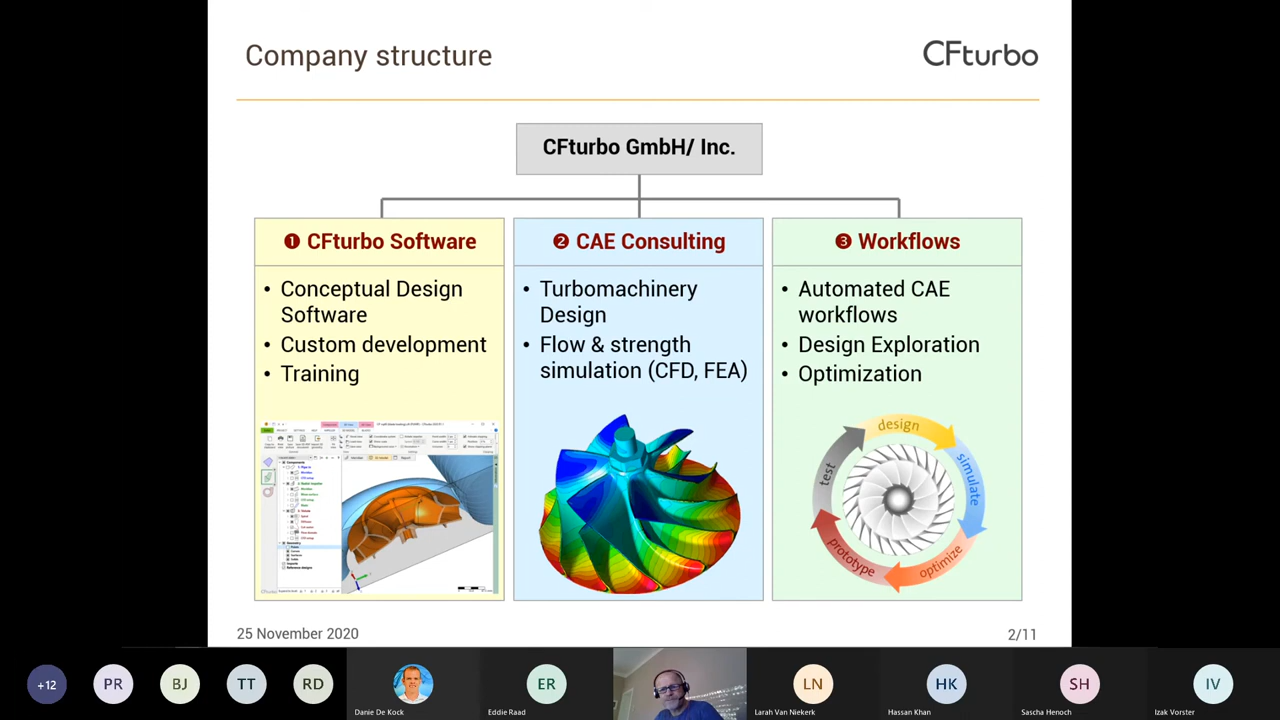 Company structure
CFturbo
CFturbo GmbH/ Inc.
❶ CFturbo Software
• Conceptual Design
Software
• Custom development
• Training
❷ CAE Consulting
• Turbomachinery
Design
• Flow & strength
simulation (CFD, FEA)
❸ Workflows
• Automated CAE
workflows
• Design Exploration
• Optimization
design
simulate
optimize
prototype
test
25 November 2020
2/11
+12
PR
BJ
TT
RD
Danie De Kock
ER
Eddie Raad
LN
Larah Van Niekerk
HK
Hassan Khan
SH
Sascha Henoch
IV
Izak Vorster